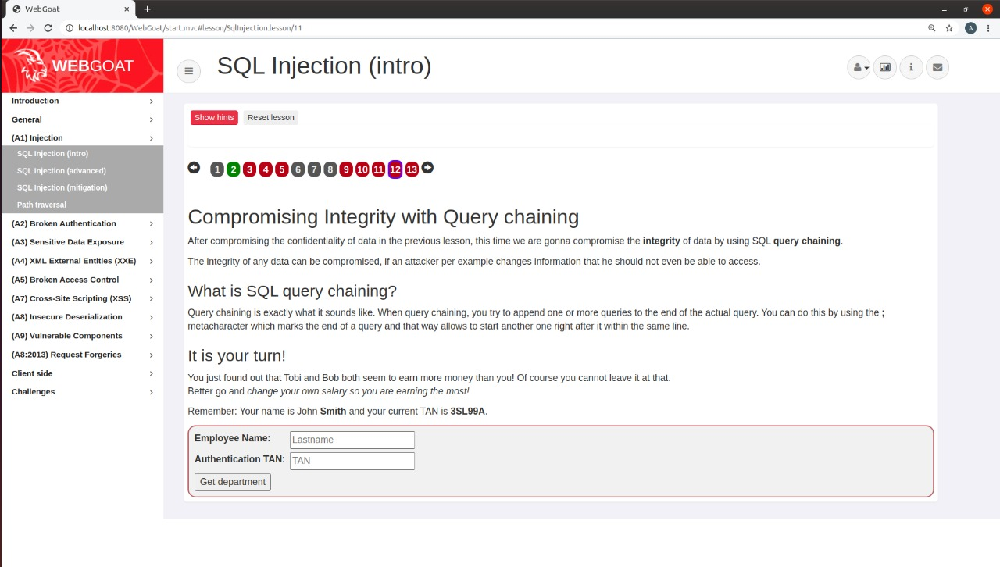 WebGoat
localhost:8080/WebGoat/start.mvc#lesson/SqlInjection.lesson/11
A
WEBGOAT
SQL Injection (intro)
Introduction
General
(A1) Injection
SQL Injection (intro)
SQL Injection (advanced)
SQL Injection (mitigation)
Path traversal
(A2) Broken Authentication
(A3) Sensitive Data Exposure
(A4) XML External Entities (XXE)
(A5) Broken Access Control
(A7) Cross-Site Scripting (XSS)
(A8) Insecure Deserialization
(A9) Vulnerable Components
(A8:2013) Request Forgeries
Client side
Challenges
Show hints Reset lesson
1 2 3 4 5 6 7 8 9 10 11 12 13
Compromising Integrity with Query chaining
After compromising the confidentiality of data in the previous lesson, this time we are gonna compromise the integrity of data by using SQL query chaining.
The integrity of any data can be compromised, if an attacker per example changes information that he should not even be able to access.
What is SQL query chaining?
Query chaining is exactly what it sounds like. When query chaining, you try to append one or more queries to the end of the actual query. You can do this by using the ;
metacharacter which marks the end of a query and that way allows to start another one right after it within the same line.
It is your turn!
You just found out that Tobi and Bob both seem to earn more money than you! Of course you cannot leave it at that.
Better go and change your own salary so you are earning the most!
Remember: Your name is John Smith and your current TAN is 3SL99A.
Employee Name: Lastname
Authentication TAN: TAN
Get department